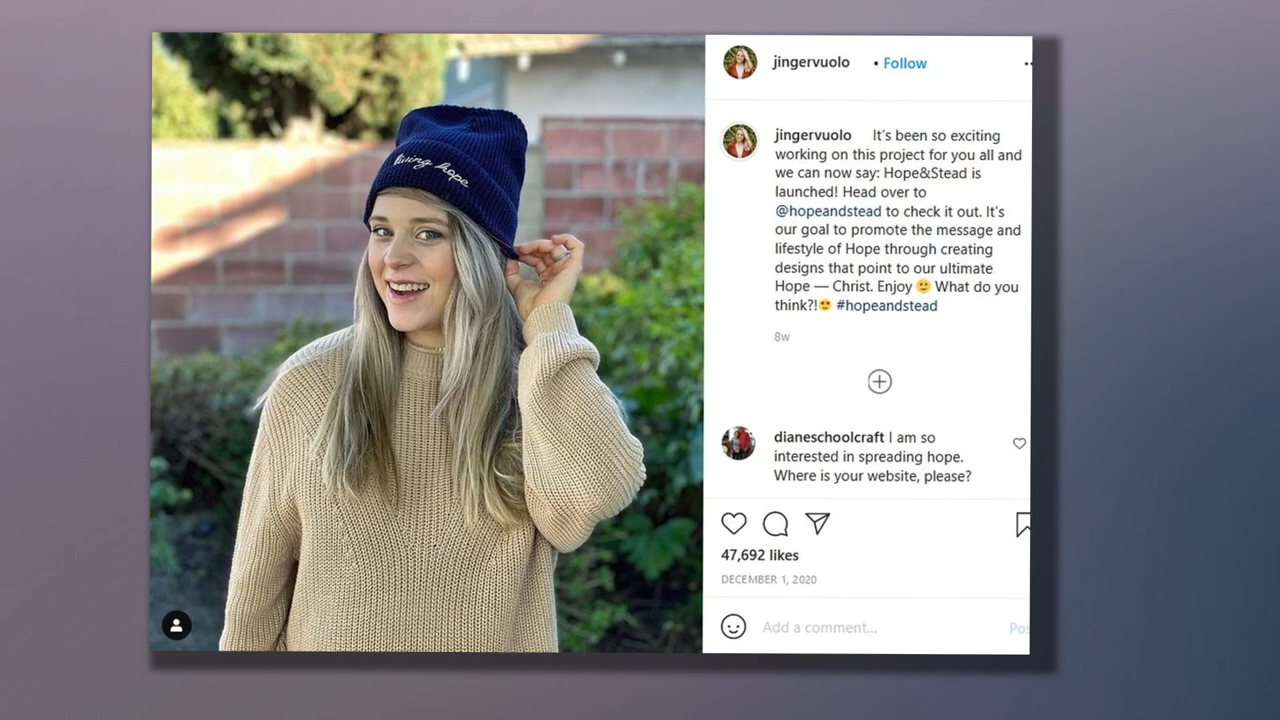 living hope
jingervuolo • Follow
jingervuolo It's been so exciting
working on this project for you all and
we can now say: Hope&Stead is
launched! Head over to
@hopeandstead to check it out. It's
our goal to promote the message and
lifestyle of Hope through creating
designs that point to our ultimate
Hope — Christ. Enjoy 🙂 What do you
think?!😍 #hopeandstead
8w
dianeschoolcraft I am so
interested in spreading hope.
Where is your website, please?
47,692 likes
DECEMBER 1, 2020
Add a comment... Pos